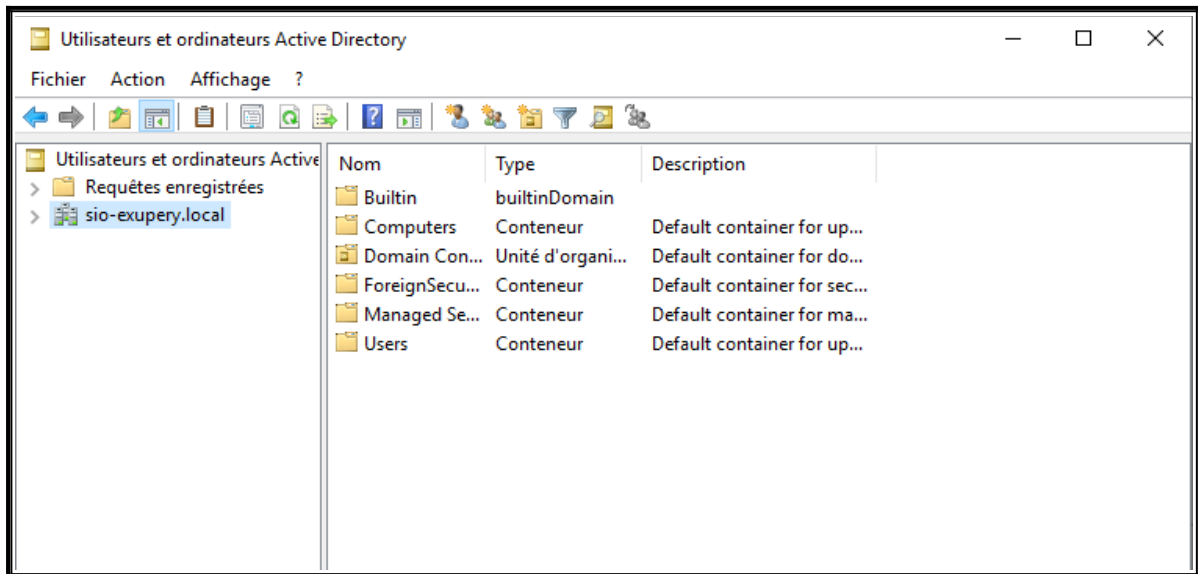 Utilisateurs et ordinateurs Active Directory
Fichier Action Affichage ?
Utilisateurs et ordinateurs Active
Requêtes enregistrées
sio-exupery.local
Nom Type Description
Builtin builtinDomain
Computers Conteneur Default container for up...
Domain Con... Unité d'organi... Default container for do...
ForeignSecu... Conteneur Default container for sec...
Managed Se... Conteneur Default container for ma...
Users Conteneur Default container for up...